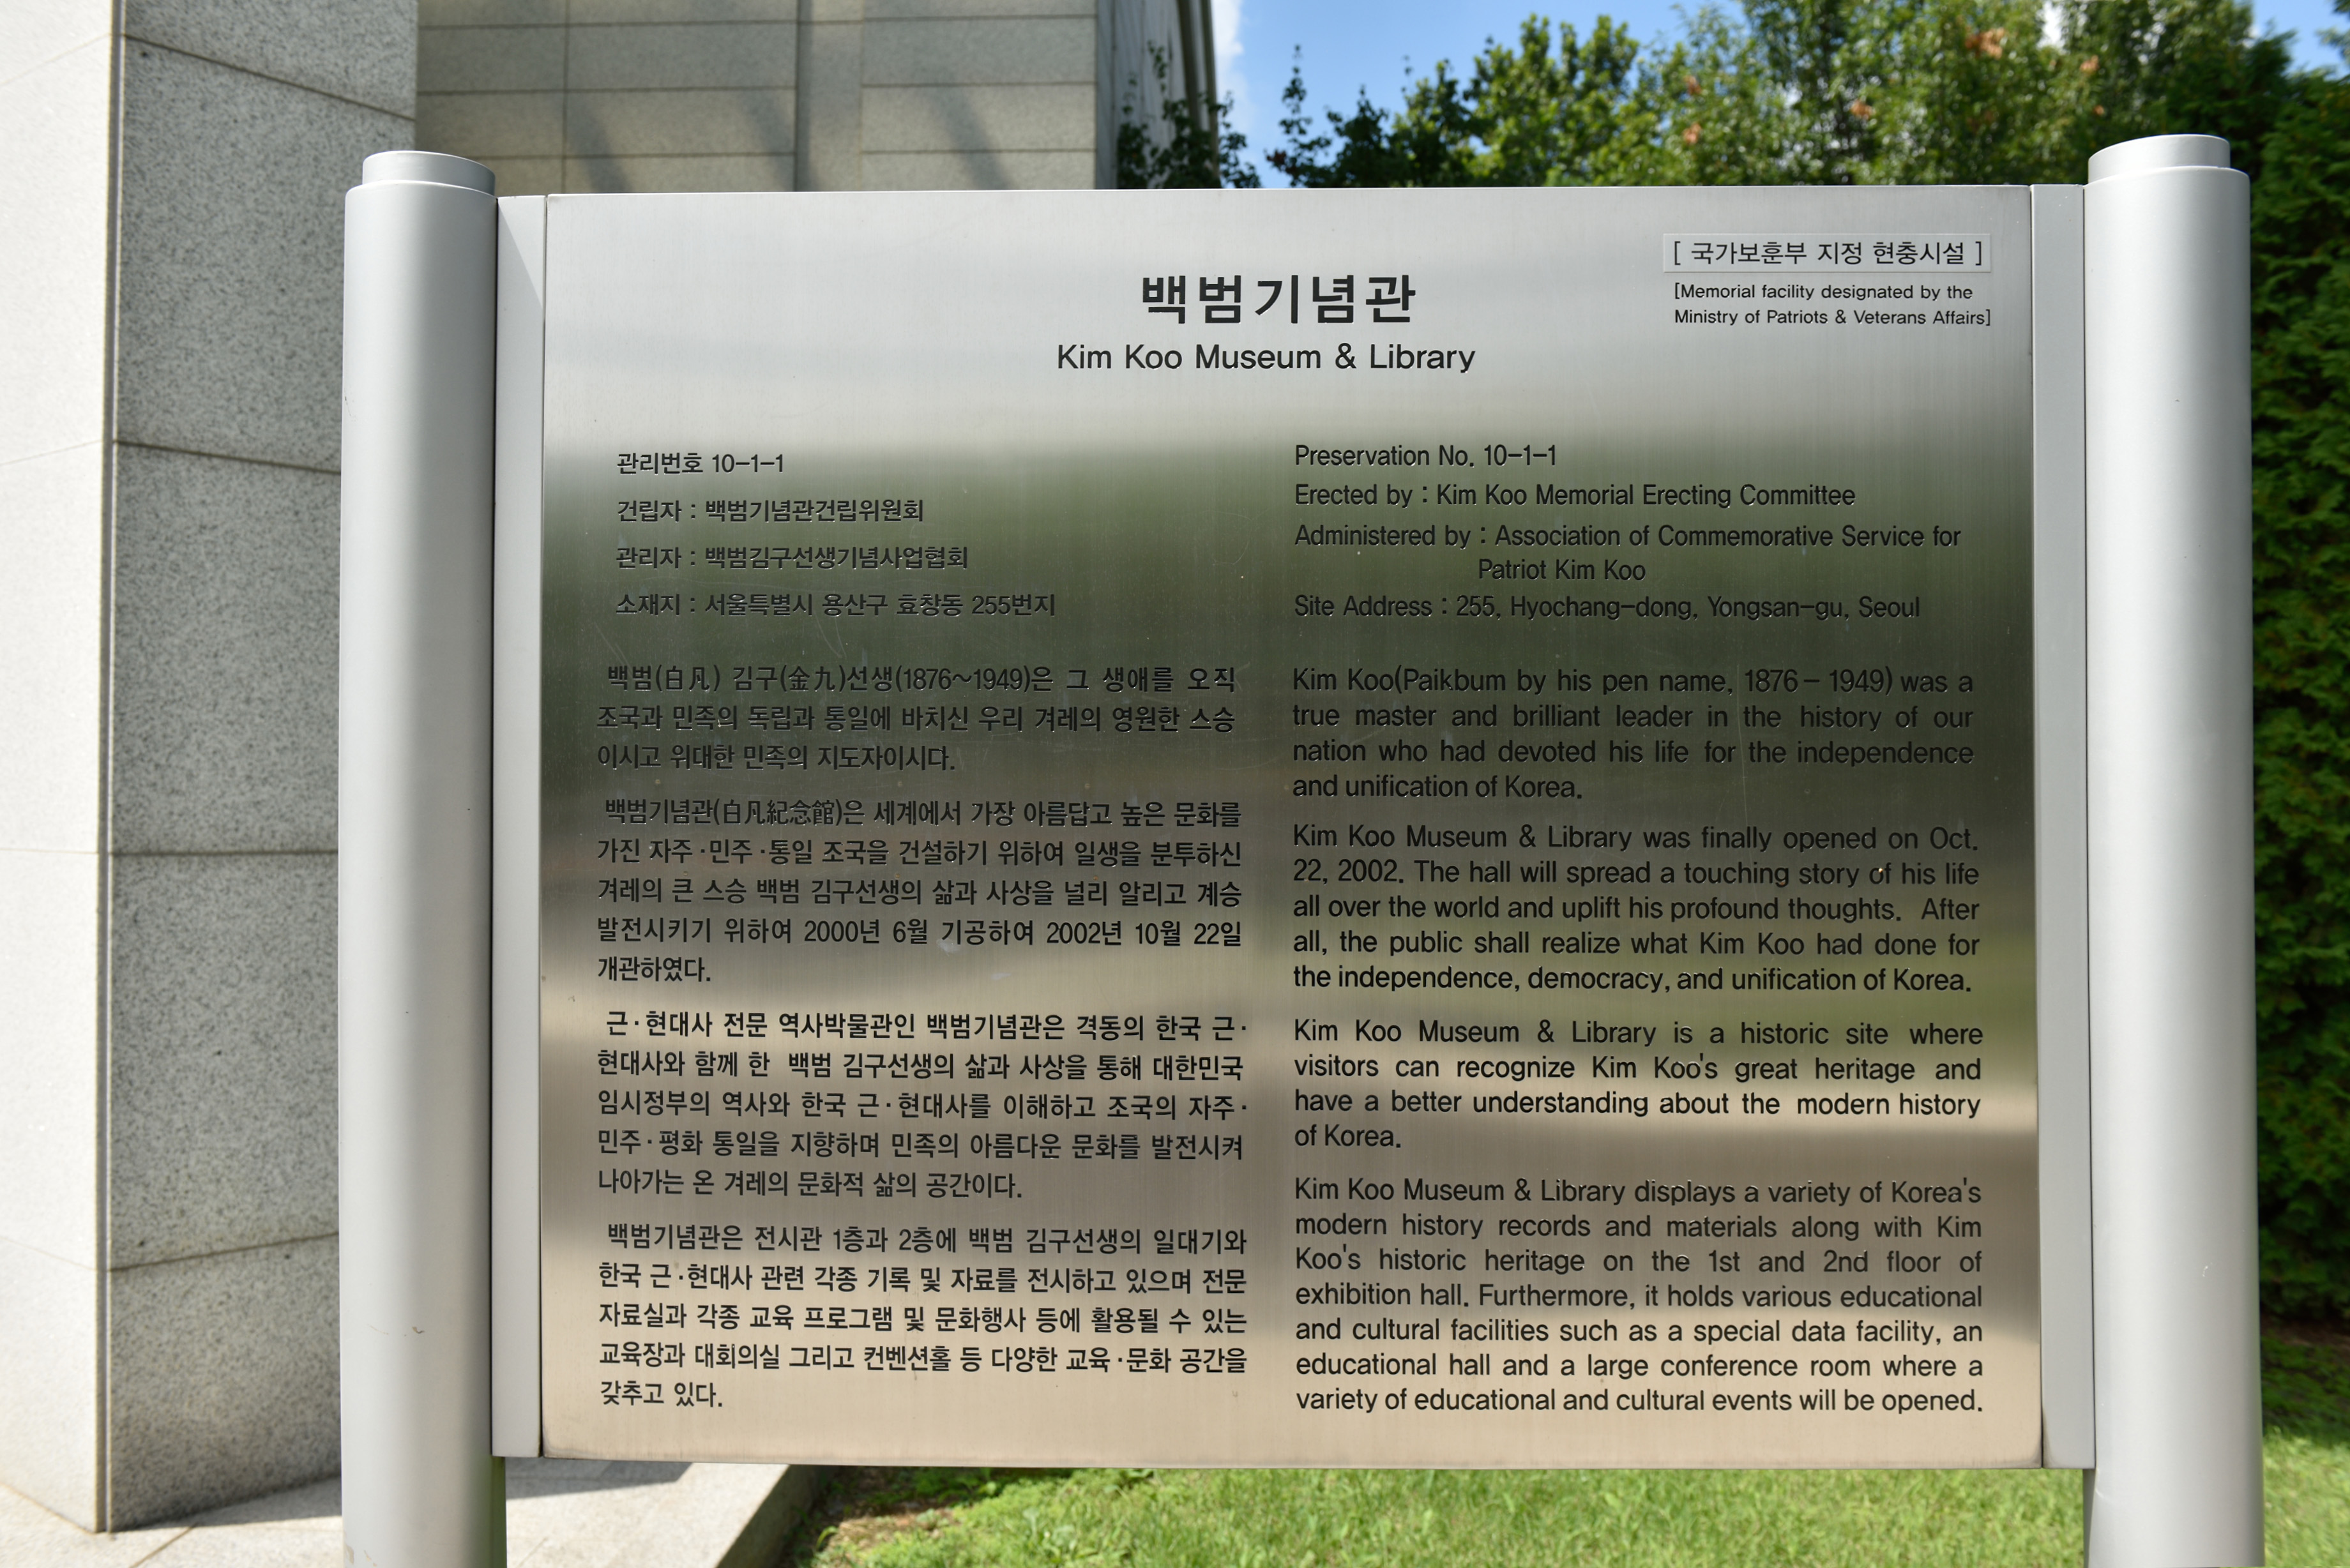 [ 국가보훈부 지정 현충시설 ]
[Memorial facility designated by the
Ministry of Patriots & Veterans Affairs]
백범기념관
Kim Koo Museum & Library
관리번호 10-1-1
건립자 : 백범기념관건립위원회
관리자 : 백범김구선생기념사업협회
소재지 : 서울특별시 용산구 효창동 255번지
백범(白凡) 김구(金九)선생(1876~1949)은 그 생애를 오직
조국과 민족의 독립과 통일에 바치신 우리 겨레의 영원한 스승
이시고 위대한 민족의 지도자이시다.
백범기념관(白凡紀念館)은 세계에서 가장 아름답고 높은 문화를
가진 자주·민주·통일 조국을 건설하기 위하여 일생을 분투하신
겨레의 큰 스승 백범 김구선생의 삶과 사상을 널리 알리고 계승
발전시키기 위하여 2000년 6월 기공하여 2002년 10월 22일
개관하였다.
근·현대사 전문 역사박물관인 백범기념관은 격동의 한국 근·
현대사와 함께 한 백범 김구선생의 삶과 사상을 통해 대한민국
임시정부의 역사와 한국 근·현대사를 이해하고 조국의 자주·
민주·평화 통일을 지향하며 민족의 아름다운 문화를 발전시켜
나아가는 온 겨레의 문화적 삶의 공간이다.
백범기념관은 전시관 1층과 2층에 백범 김구선생의 일대기와
한국 근·현대사 관련 각종 기록 및 자료를 전시하고 있으며 전문
자료실과 각종 교육 프로그램 및 문화행사 등에 활용될 수 있는
교육장과 대회의실 그리고 컨벤션홀 등 다양한 교육·문화 공간을
갖추고 있다.
Preservation No. 10-1-1
Erected by : Kim Koo Memorial Erecting Committee
Administered by : Association of Commemorative Service for
Patriot Kim Koo
Site Address : 255, Hyochang-dong, Yongsan-gu, Seoul
Kim Koo(Paikbum by his pen name, 1876 - 1949) was a
true master and brilliant leader in the history of our
nation who had devoted his life for the independence
and unification of Korea.
Kim Koo Museum & Library was finally opened on Oct.
22, 2002. The hall will spread a touching story of his life
all over the world and uplift his profound thoughts. After
all, the public shall realize what Kim Koo had done for
the independence, democracy, and unification of Korea.
Kim Koo Museum & Library is a historic site where
visitors can recognize Kim Koo's great heritage and
have a better understanding about the modern history
of Korea.
Kim Koo Museum & Library displays a variety of Korea's
modern history records and materials along with Kim
Koo's historic heritage on the 1st and 2nd floor of
exhibition hall. Furthermore, it holds various educational
and cultural facilities such as a special data facility, an
educational hall and a large conference room where a
variety of educational and cultural events will be opened.